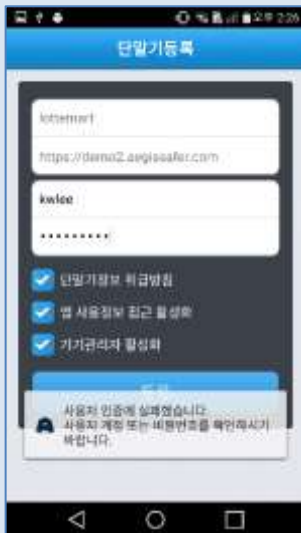 오후 2:26
단말기등록
lottemart
https://demo2.aegissafer.com
kwlee
•••••••••
단말기정보 취급방침
앱 사용정보 접근 활성화
기기관리자 활성화
사용자 인증에 실패했습니다.
사용자 계정 또는 비밀번호를 확인하시기
바랍니다.